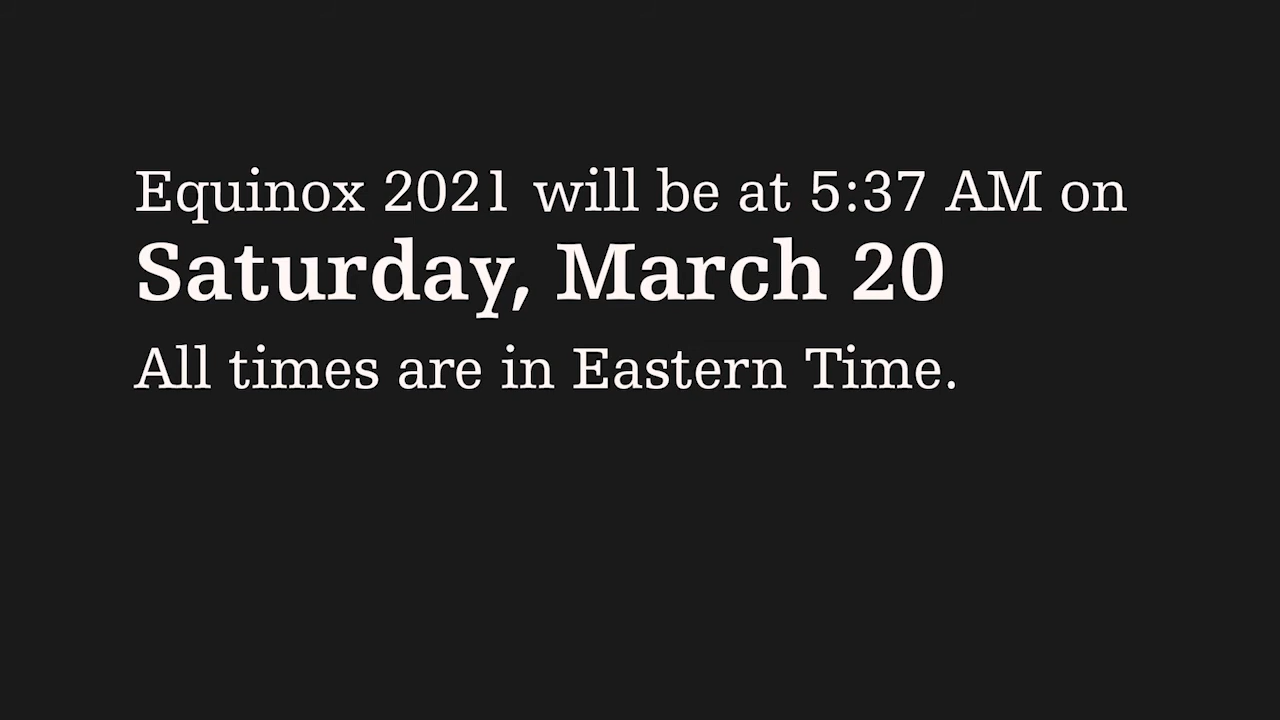 Equinox 2021 will be at 5:37 AM on
Saturday, March 20
All times are in Eastern Time.